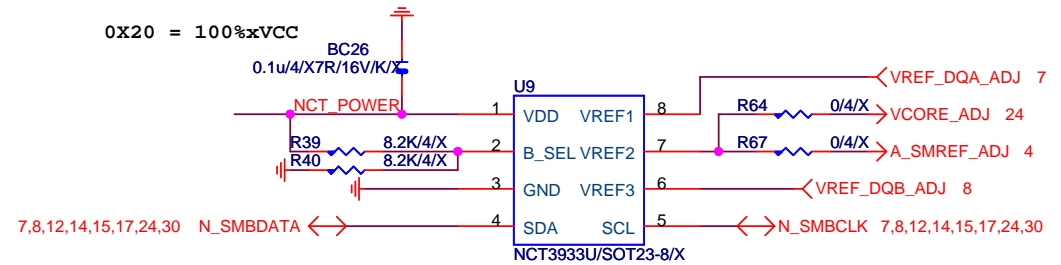 0X20 = 100%xVCC
BC26
0.1u/4/X7R/16V/K/X
U9
NCT_POWER
1 VDD VREF1 8 VREF_DQA_ADJ 7
R64 0/4/X VCORE_ADJ 24
R39 8.2K/4/X 2 B_SEL VREF2 7 R67 0/4/X A_SMREF_ADJ 4
R40 8.2K/4/X
3 GND VREF3 6 VREF_DQB_ADJ 8
7,8,12,14,15,17,24,30 N_SMBDATA 4 SDA SCL 5 N_SMBCLK 7,8,12,14,15,17,24,30
NCT3933U/SOT23-8/X